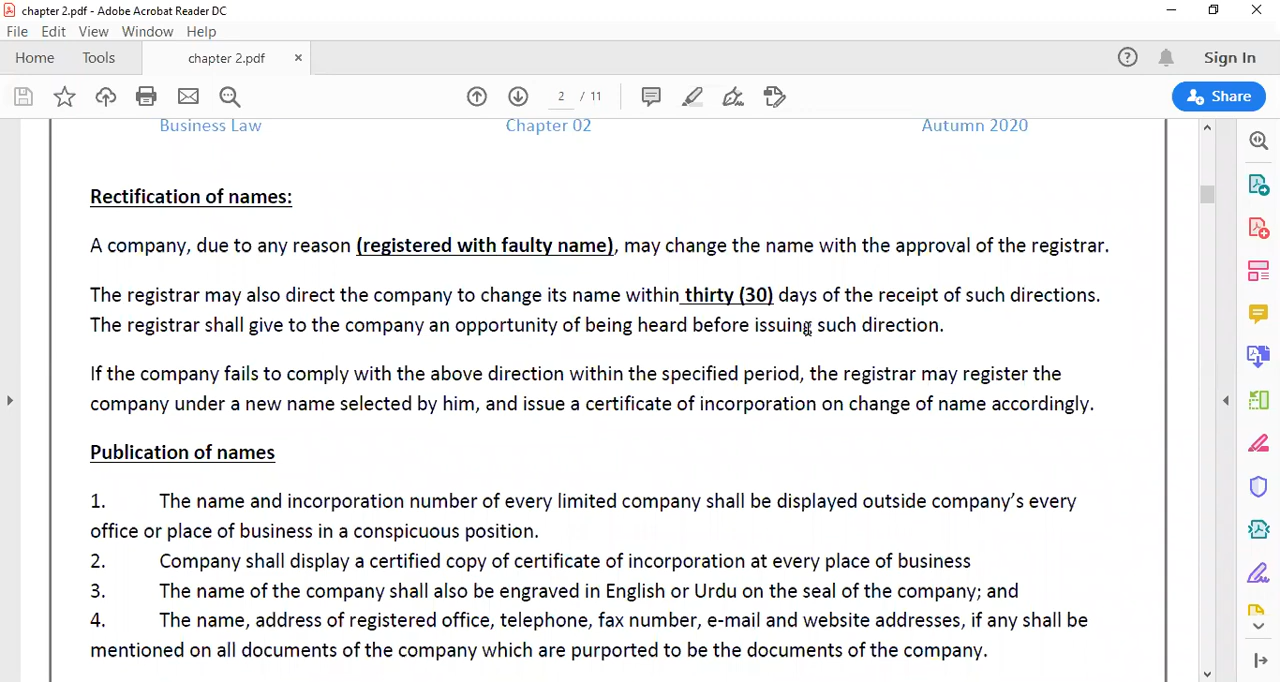 chapter 2.pdf - Adobe Acrobat Reader DC
File Edit View Window Help
Home Tools chapter 2.pdf × Sign In
2 / 11 Share
Business Law Chapter 02 Autumn 2020
Rectification of names:
A company, due to any reason (registered with faulty name), may change the name with the approval of the registrar.
The registrar may also direct the company to change its name within thirty (30) days of the receipt of such directions.
The registrar shall give to the company an opportunity of being heard before issuing such direction.
If the company fails to comply with the above direction within the specified period, the registrar may register the
company under a new name selected by him, and issue a certificate of incorporation on change of name accordingly.
Publication of names
1. The name and incorporation number of every limited company shall be displayed outside company’s every
office or place of business in a conspicuous position.
2. Company shall display a certified copy of certificate of incorporation at every place of business
3. The name of the company shall also be engraved in English or Urdu on the seal of the company; and
4. The name, address of registered office, telephone, fax number, e-mail and website addresses, if any shall be
mentioned on all documents of the company which are purported to be the documents of the company.